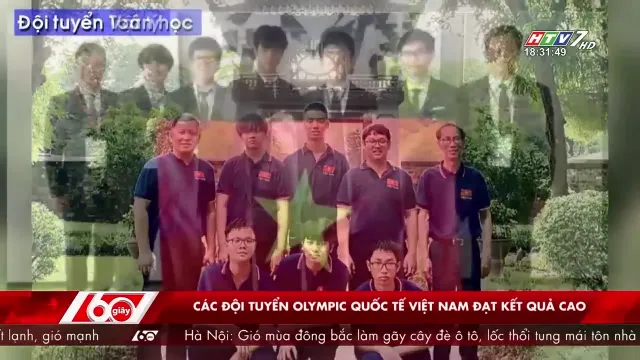 Đội tuyển Toán học
HTV7 HD
18:31:49
60 giây
CÁC ĐỘI TUYỂN OLYMPIC QUỐC TẾ VIỆT NAM ĐẠT KẾT QUẢ CAO
ết lạnh, gió mạnh 60 Hà Nội: Gió mùa đông bắc làm gãy cây đè ô tô, lốc thổi tung mái tôn nhà